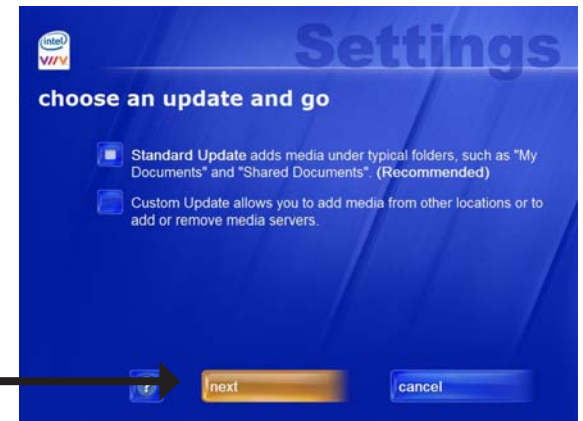 intel
VIIV
Settings
choose an update and go
Standard Update adds media under typical folders, such as "My
Documents" and "Shared Documents". (Recommended)
Custom Update allows you to add media from other locations or to
add or remove media servers.
? next cancel